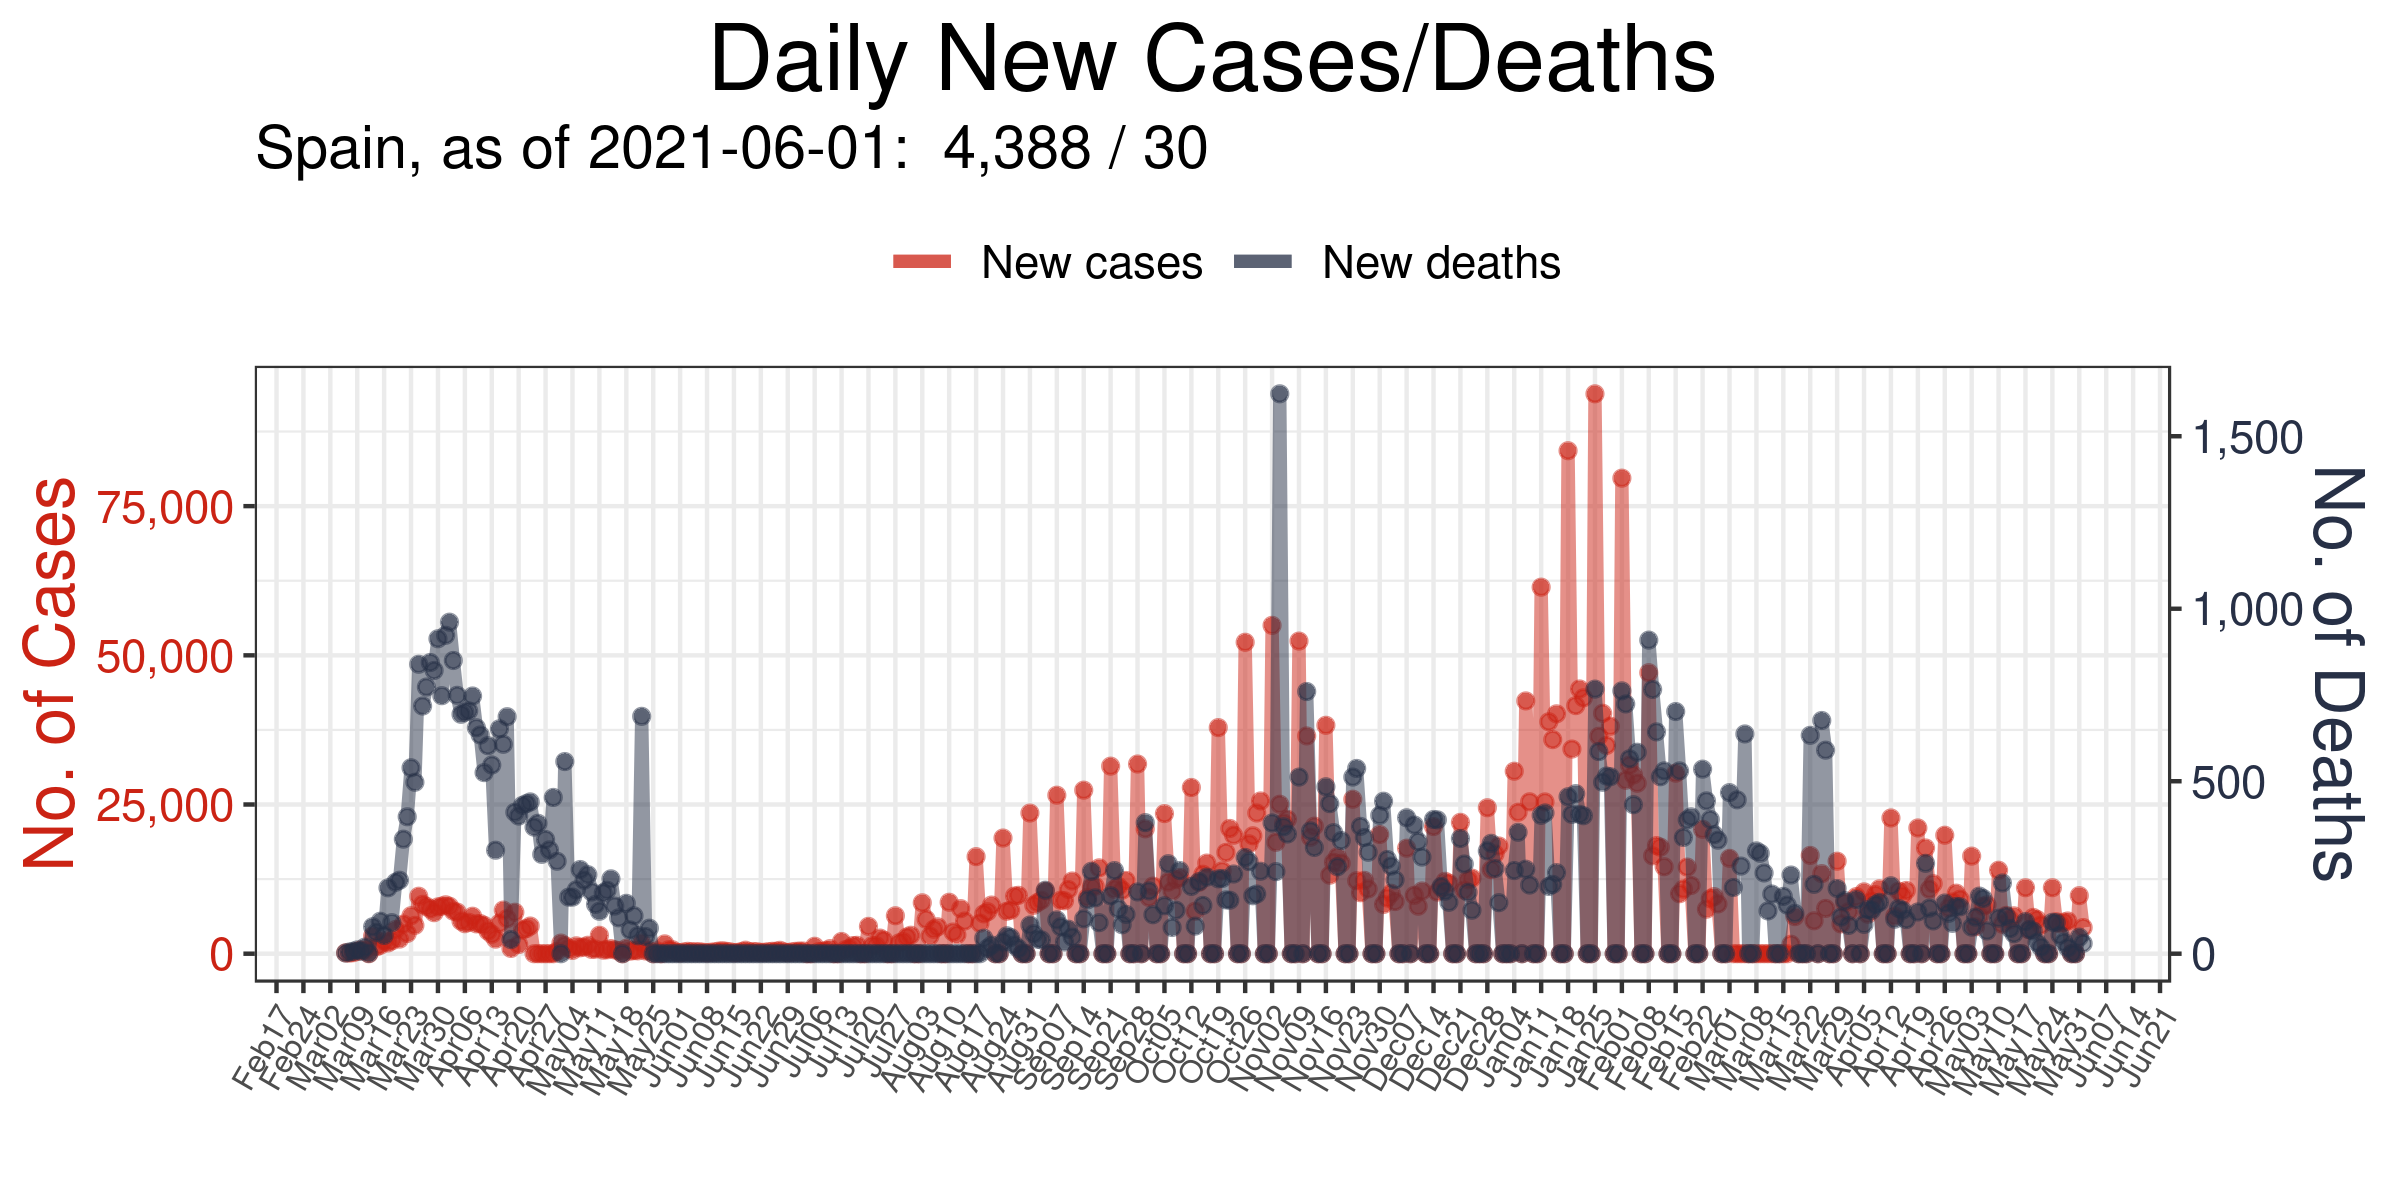 Daily New Cases/Deaths
Spain, as of 2021-06-01: 4,388 / 30
New cases
New deaths
No. of Cases
75,000
50,000
25,000
0
1,500
1,000
500
0
No. of Deaths
Feb17
Feb24
Mar02
Mar09
Mar16
Mar23
Mar30
Apr06
Apr13
Apr20
Apr27
May04
May11
May18
May25
Jun01
Jun08
Jun15
Jun22
Jun29
Jul06
Jul13
Jul20
Jul27
Aug03
Aug10
Aug17
Aug24
Aug31
Sep07
Sep14
Sep21
Sep28
Oct05
Oct12
Oct19
Oct26
Nov02
Nov09
Nov16
Nov23
Nov30
Dec07
Dec14
Dec21
Dec28
Jan04
Jan11
Jan18
Jan25
Feb01
Feb08
Feb15
Feb22
Mar01
Mar08
Mar15
Mar22
Mar29
Apr05
Apr12
Apr19
Apr26
May03
May10
May17
May24
May31
Jun07
Jun14
Jun21